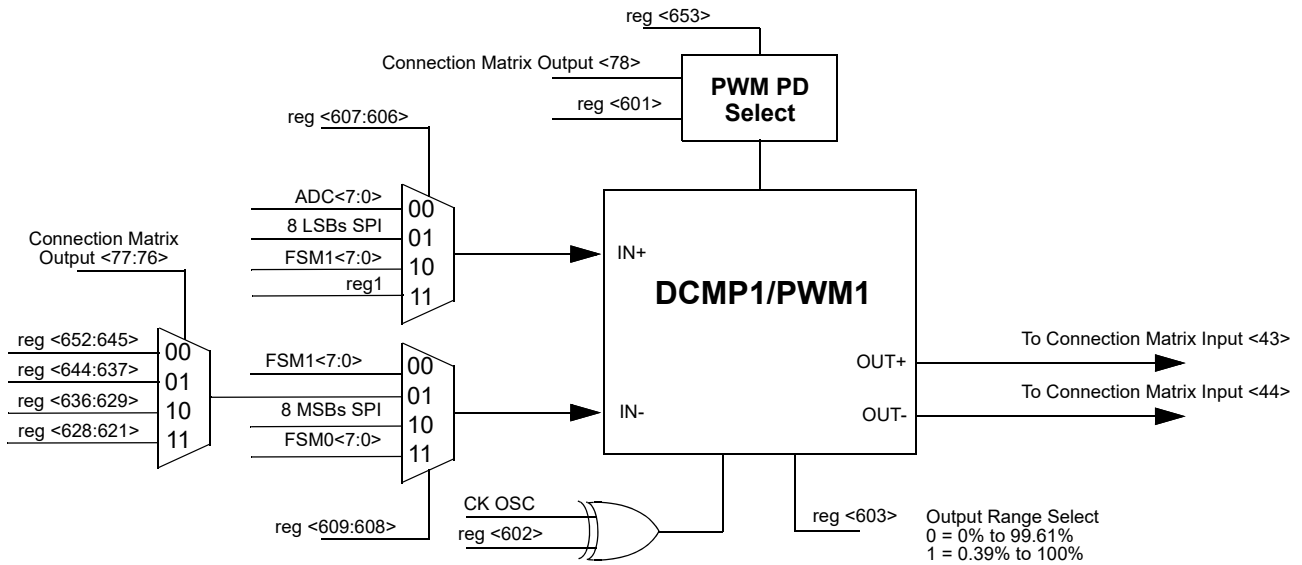 reg <653>
Connection Matrix Output <78>
PWM PD
Select
reg <601>
reg <607:606>
ADC<7:0>
00
8 LSBs SPI
01
FSM1<7:0>
10
reg1
11
Connection Matrix
Output <77:76>
IN+
DCMP1/PWM1
reg <652:645>
00
reg <644:637>
01
reg <636:629>
10
reg <628:621>
11
FSM1<7:0>
00
01
8 MSBs SPI
10
FSM0<7:0>
11
IN-
OUT+
To Connection Matrix Input <43>
OUT-
To Connection Matrix Input <44>
reg <609:608>
CK OSC
reg <602>
reg <603>
Output Range Select
0 = 0% to 99.61%
1 = 0.39% to 100%